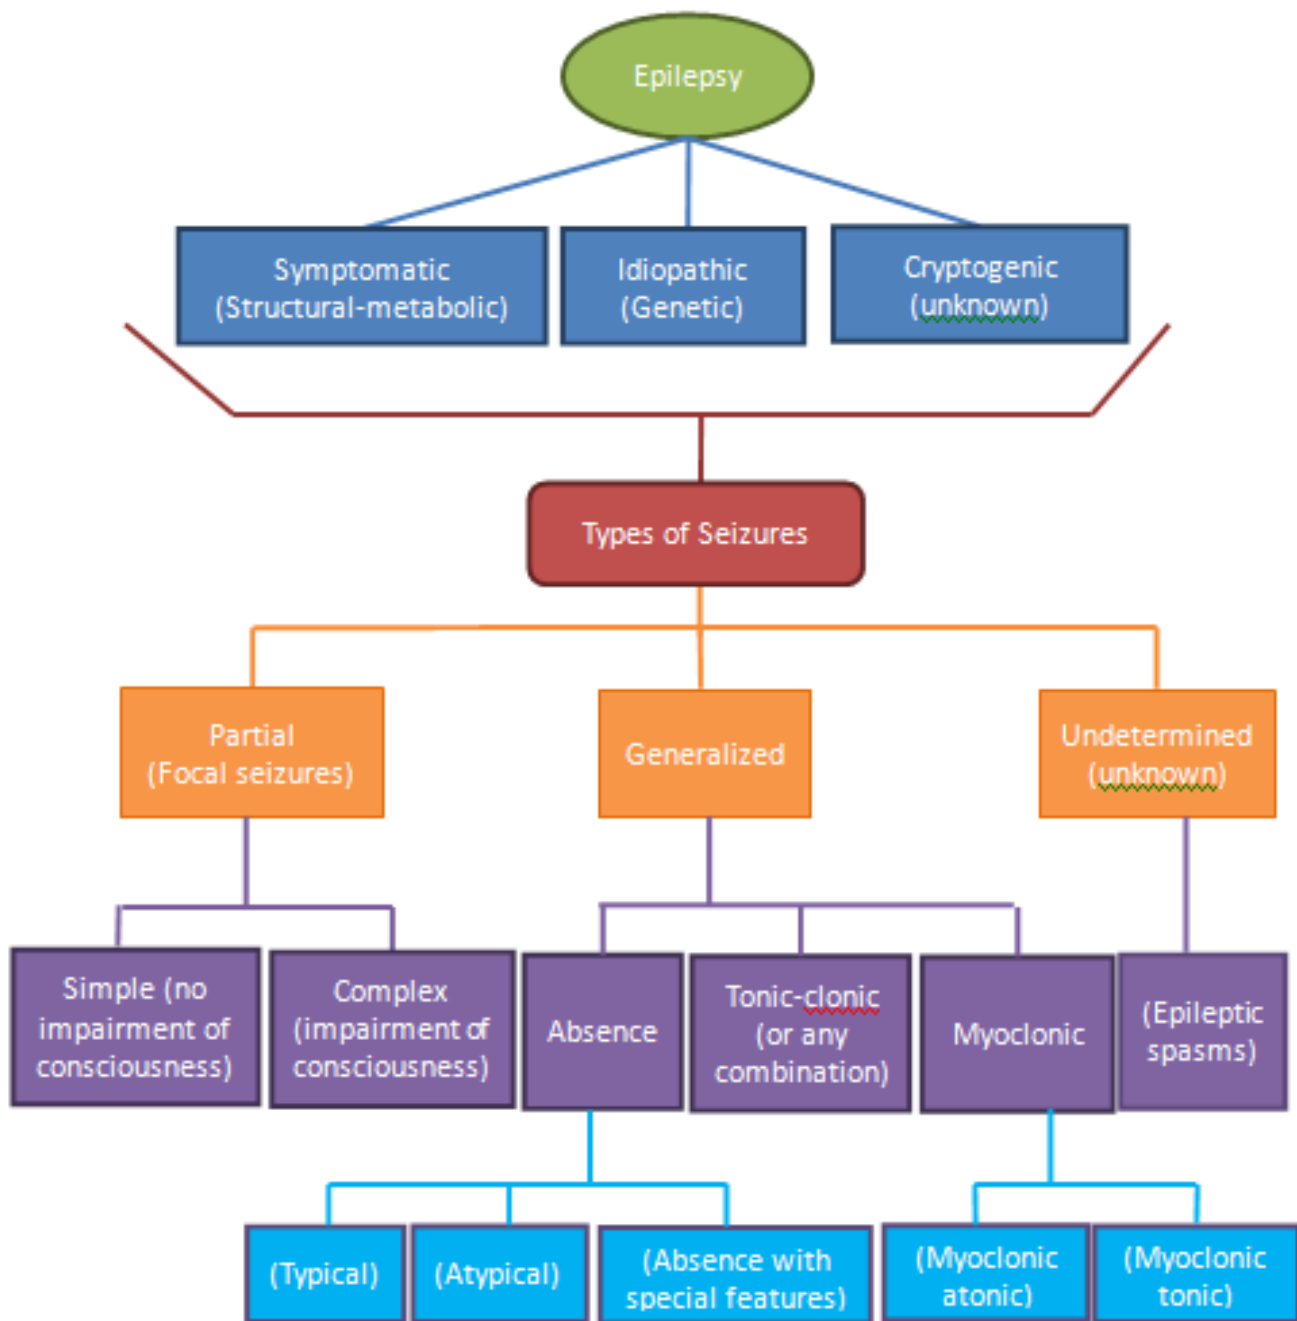 Epilepsy
Symptomatic
(Structural-metabolic)
Idiopathic
(Genetic)
Cryptogenic
(unknown)
Types of Seizures
Partial
(Focal seizures)
Generalized
Undetermined
(unknown)
Simple (no
impairment of
consciousness)
Complex
(impairment of
consciousness)
Absence
Tonic-clonic
(or any
combination)
Myoclonic
(Epileptic
spasms)
(Typical)
(Atypical)
(Absence with
special features)
(Myoclonic
atonic)
(Myoclonic
tonic)